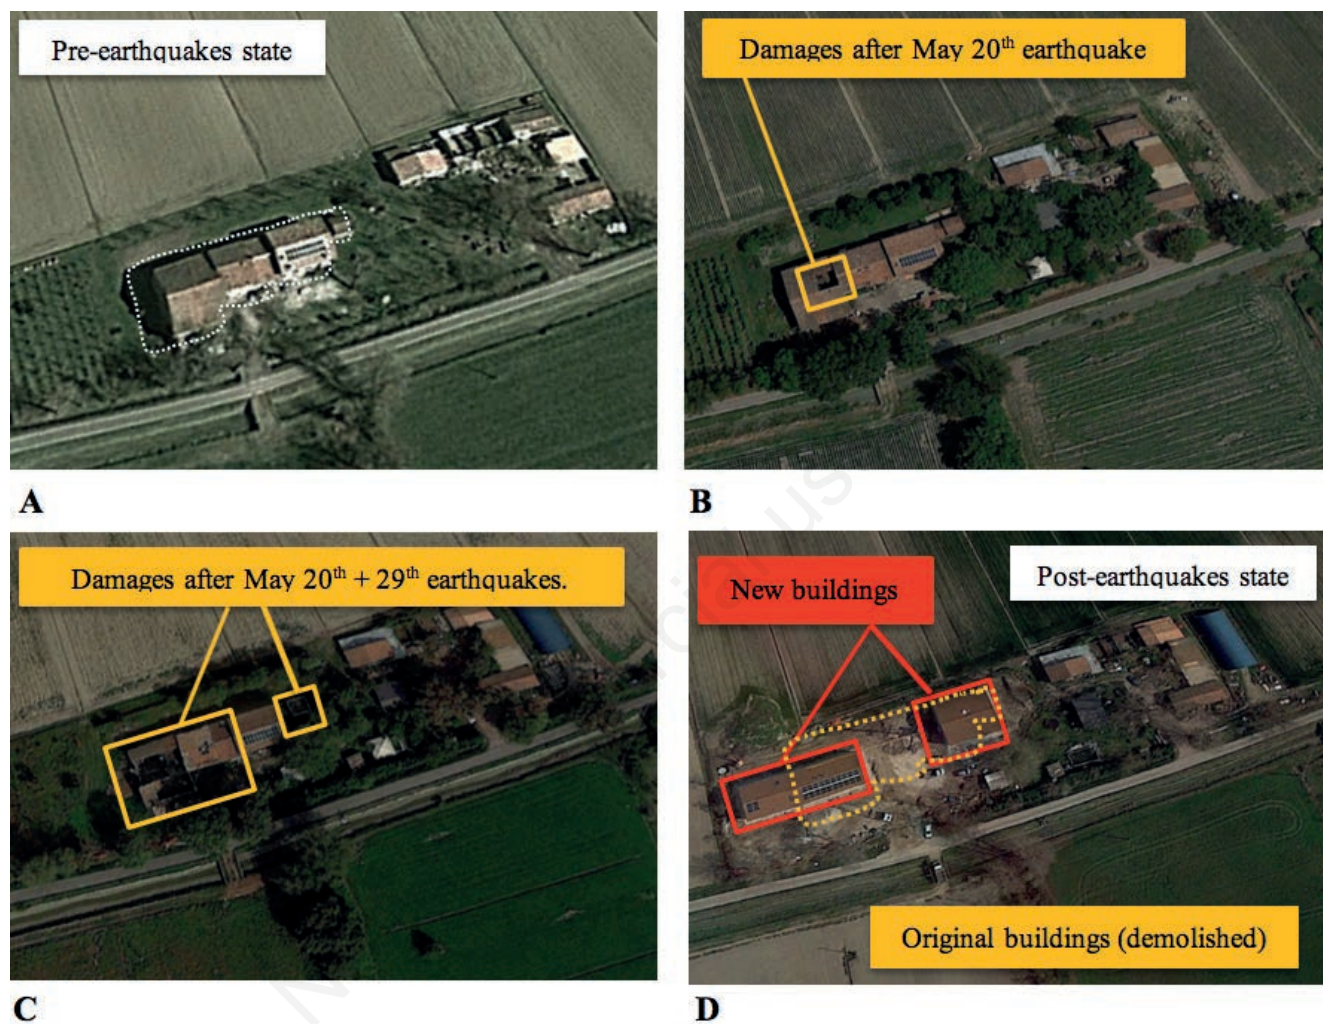 Pre-earthquakes state
Damages after May 20th earthquake
A
B
Damages after May 20th + 29th earthquakes.
New buildings
Post-earthquakes state
Original buildings (demolished)
C
D